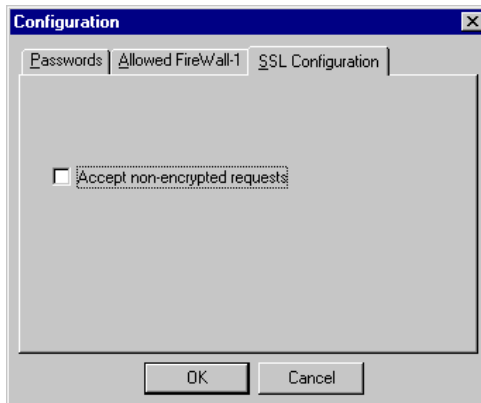 Configuration
Passwords Allowed FireWall-1 SSL Configuration
Accept non-encrypted requests
OK Cancel